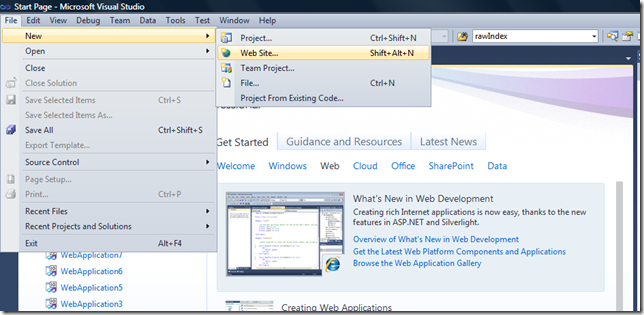 Start Page - Microsoft Visual Studio
File Edit View Debug Team Data Tools Test Window Help
New
Open
Close
Close Solution
Save Selected Items Ctrl+S
Save Selected Items As...
Save All Ctrl+Shift+S
Export Template...
Source Control
Page Setup...
Print... Ctrl+P
Recent Files
Recent Projects and Solutions
Exit Alt+F4
Project... Ctrl+Shift+N
Web Site... Shift+Alt+N
Team Project...
File... Ctrl+N
Project From Existing Code...
rawIndex
Get Started Guidance and Resources Latest News
Welcome Windows Web Cloud Office SharePoint Data
What's New in Web Development
Creating rich Internet applications is now easy, thanks to the new
features in ASP.NET and Silverlight.
Overview of What's New in Web Development
Get the Latest Web Platform Components and Applications
Browse the Web Application Gallery
Creating Web Applications
WebApplication7
WebApplication6
WebApplication5
WebApplication3